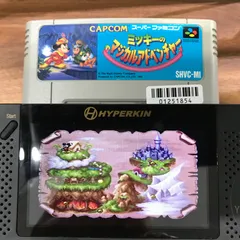 CAPCOM スーパーファミコン
ミッキーの
マジカルアドベンチャー
SHVC-MI
01251854
HYPERKIN
Start